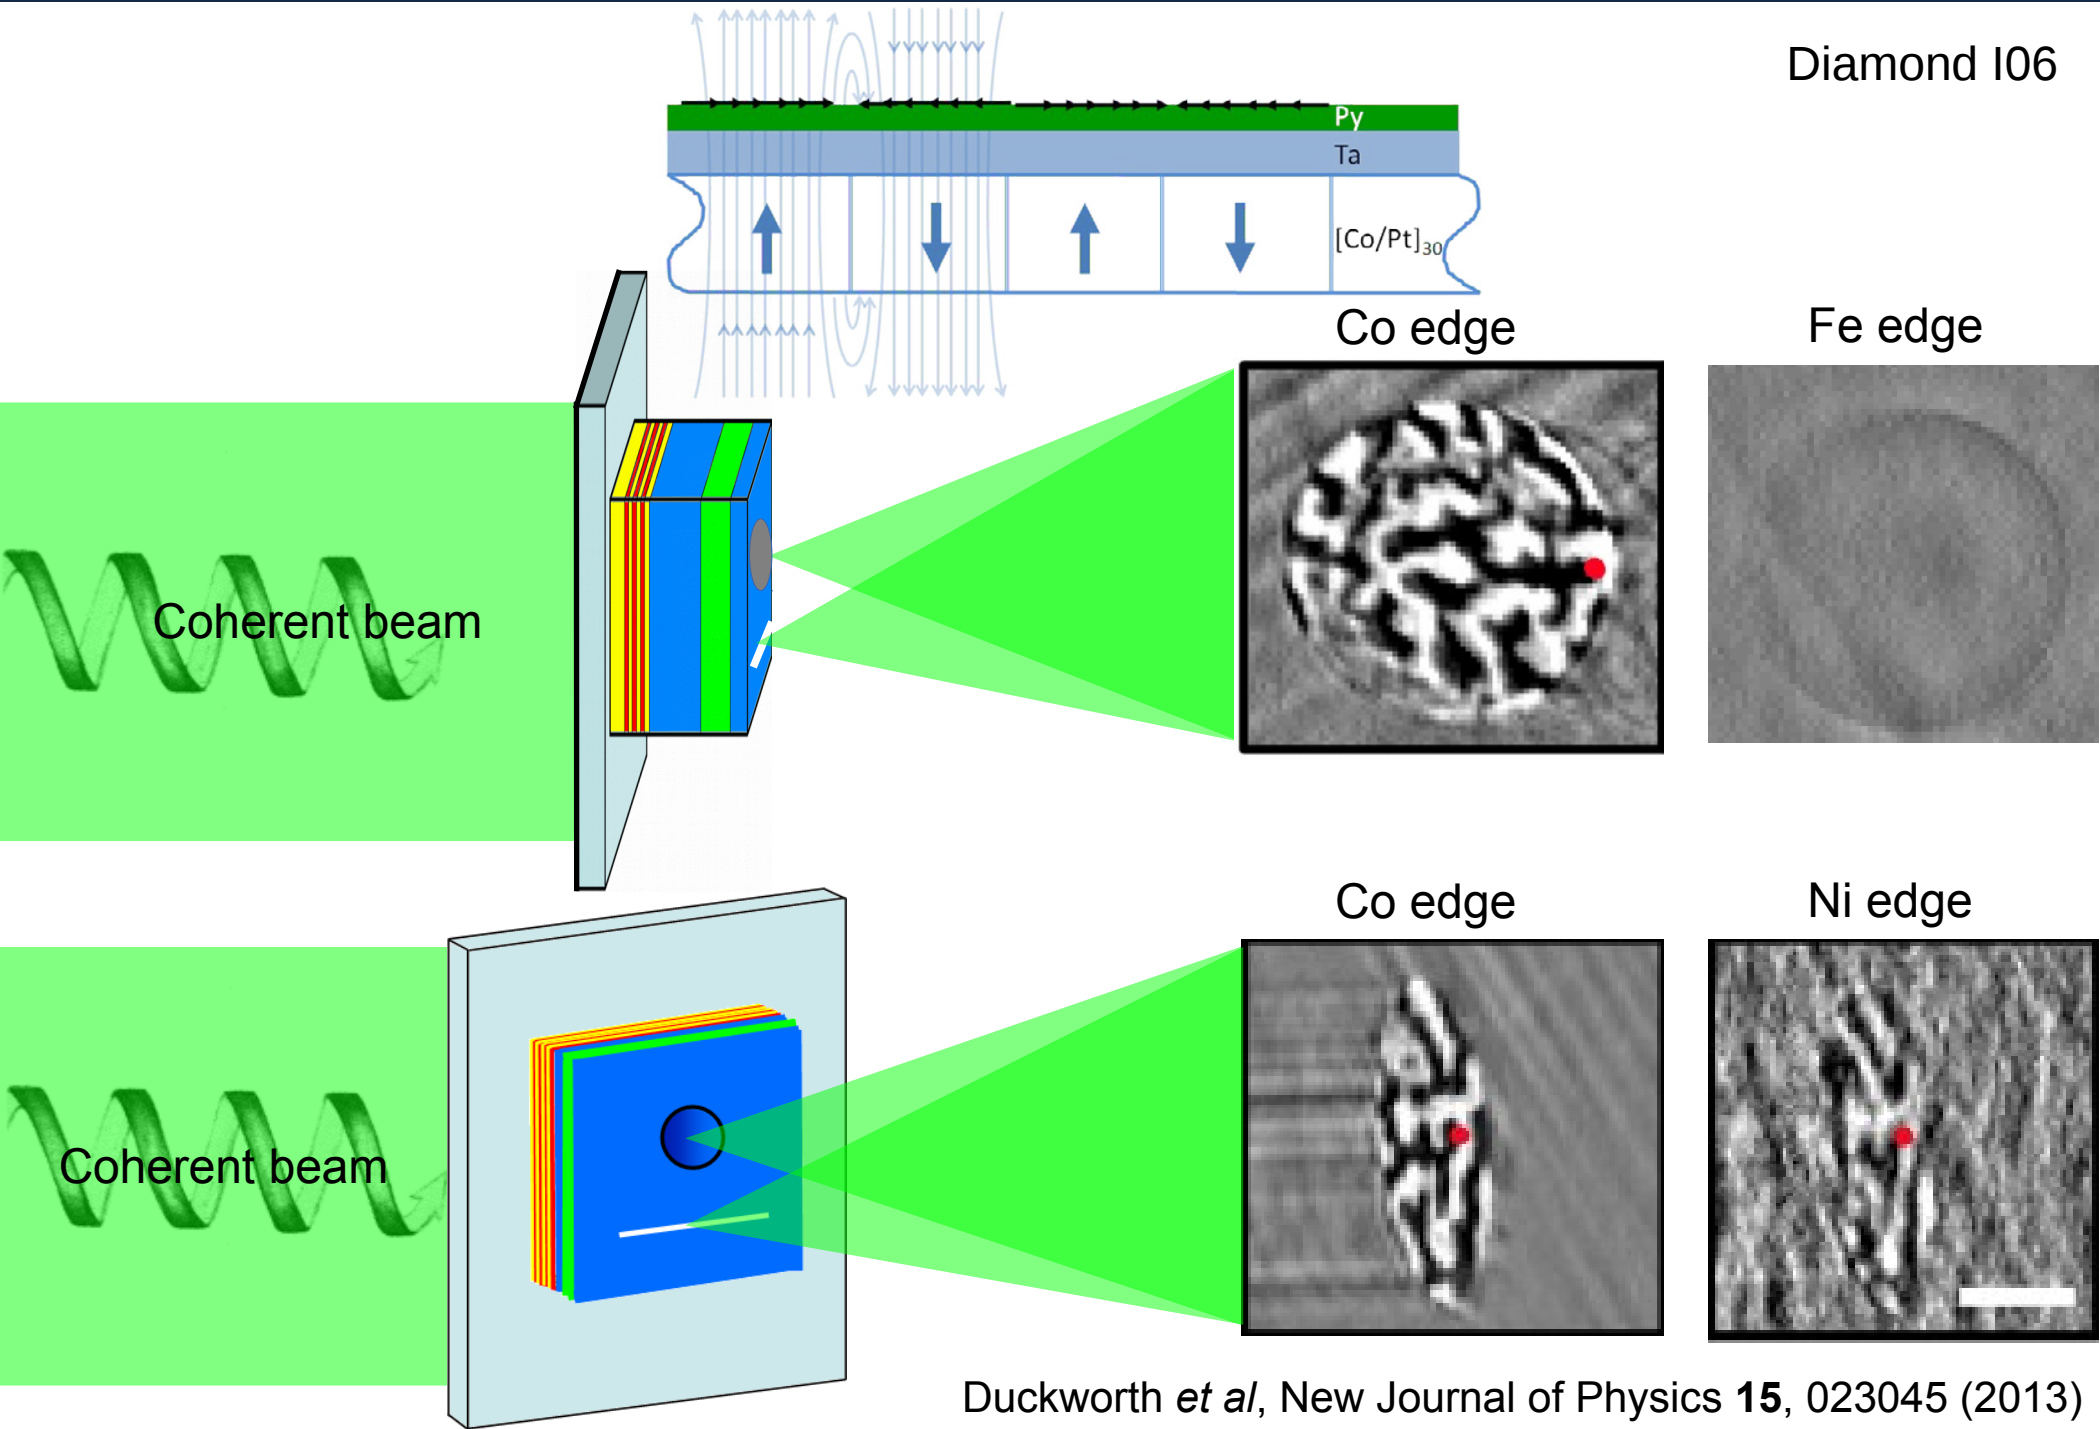 Diamond I06
Py
Ta
[Co/Pt]30
Co edge
Fe edge
Coherent beam
Co edge
Ni edge
Coherent beam
Duckworth et al, New Journal of Physics 15, 023045 (2013)